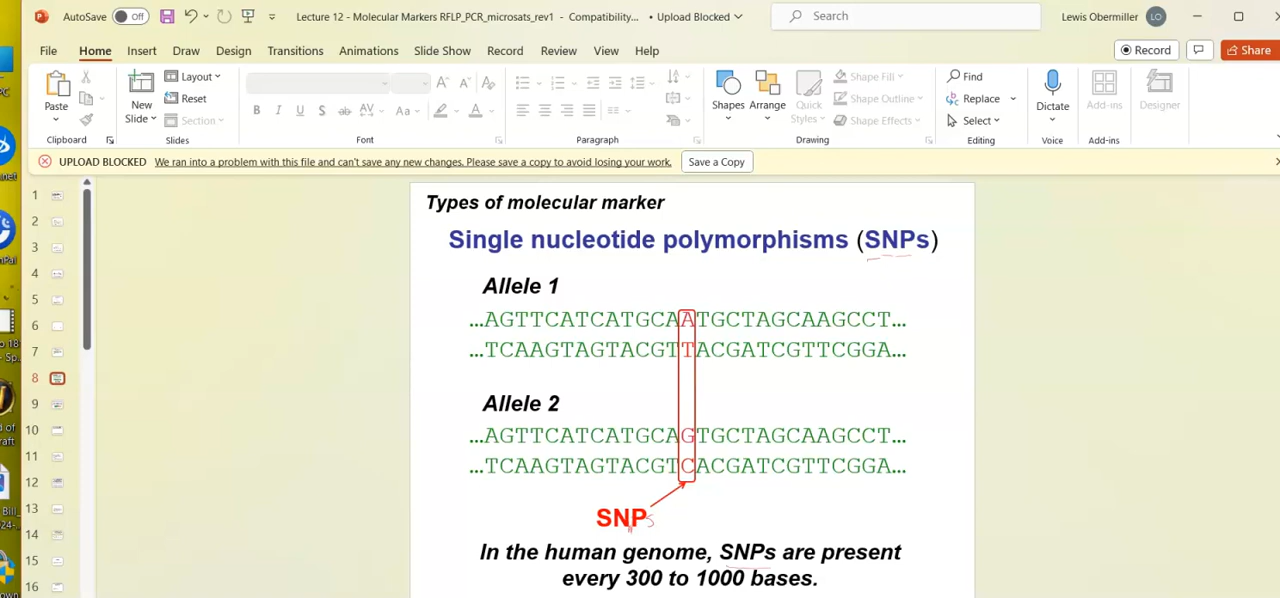 AutoSave Off Lecture 12 - Molecular Markers RFLP_PCR_microsats_rev1 - Compatibility... • Upload Blocked Search Lewis Obermiller LO
File Home Insert Draw Design Transitions Animations Slide Show Record Review View Help Record Share
Paste New Slide Layout Reset Section Shapes Arrange Quick Styles Shape Fill Shape Outline Shape Effects Find Replace Select Dictate Add-ins Designer
Clipboard Slides Font Paragraph Drawing Editing Voice Add-ins
UPLOAD BLOCKED We ran into a problem with this file and can't save any new changes. Please save a copy to avoid losing your work. Save a Copy
1
2
3
4
5
6
7
8
9
10
11
12
13
14
15
16
Types of molecular marker
Single nucleotide polymorphisms (SNPs)
Allele 1
...AGTTCATCATGCAATGCTAGCAAGCCT...
...TCAAGTAGTACGTTACGATCGTTCGGA...
Allele 2
...AGTTCATCATGCAGTGCTAGCAAGCCT...
...TCAAGTAGTACGTCACGATCGTTCGGA...
SNPs
In the human genome, SNPs are present
every 300 to 1000 bases.